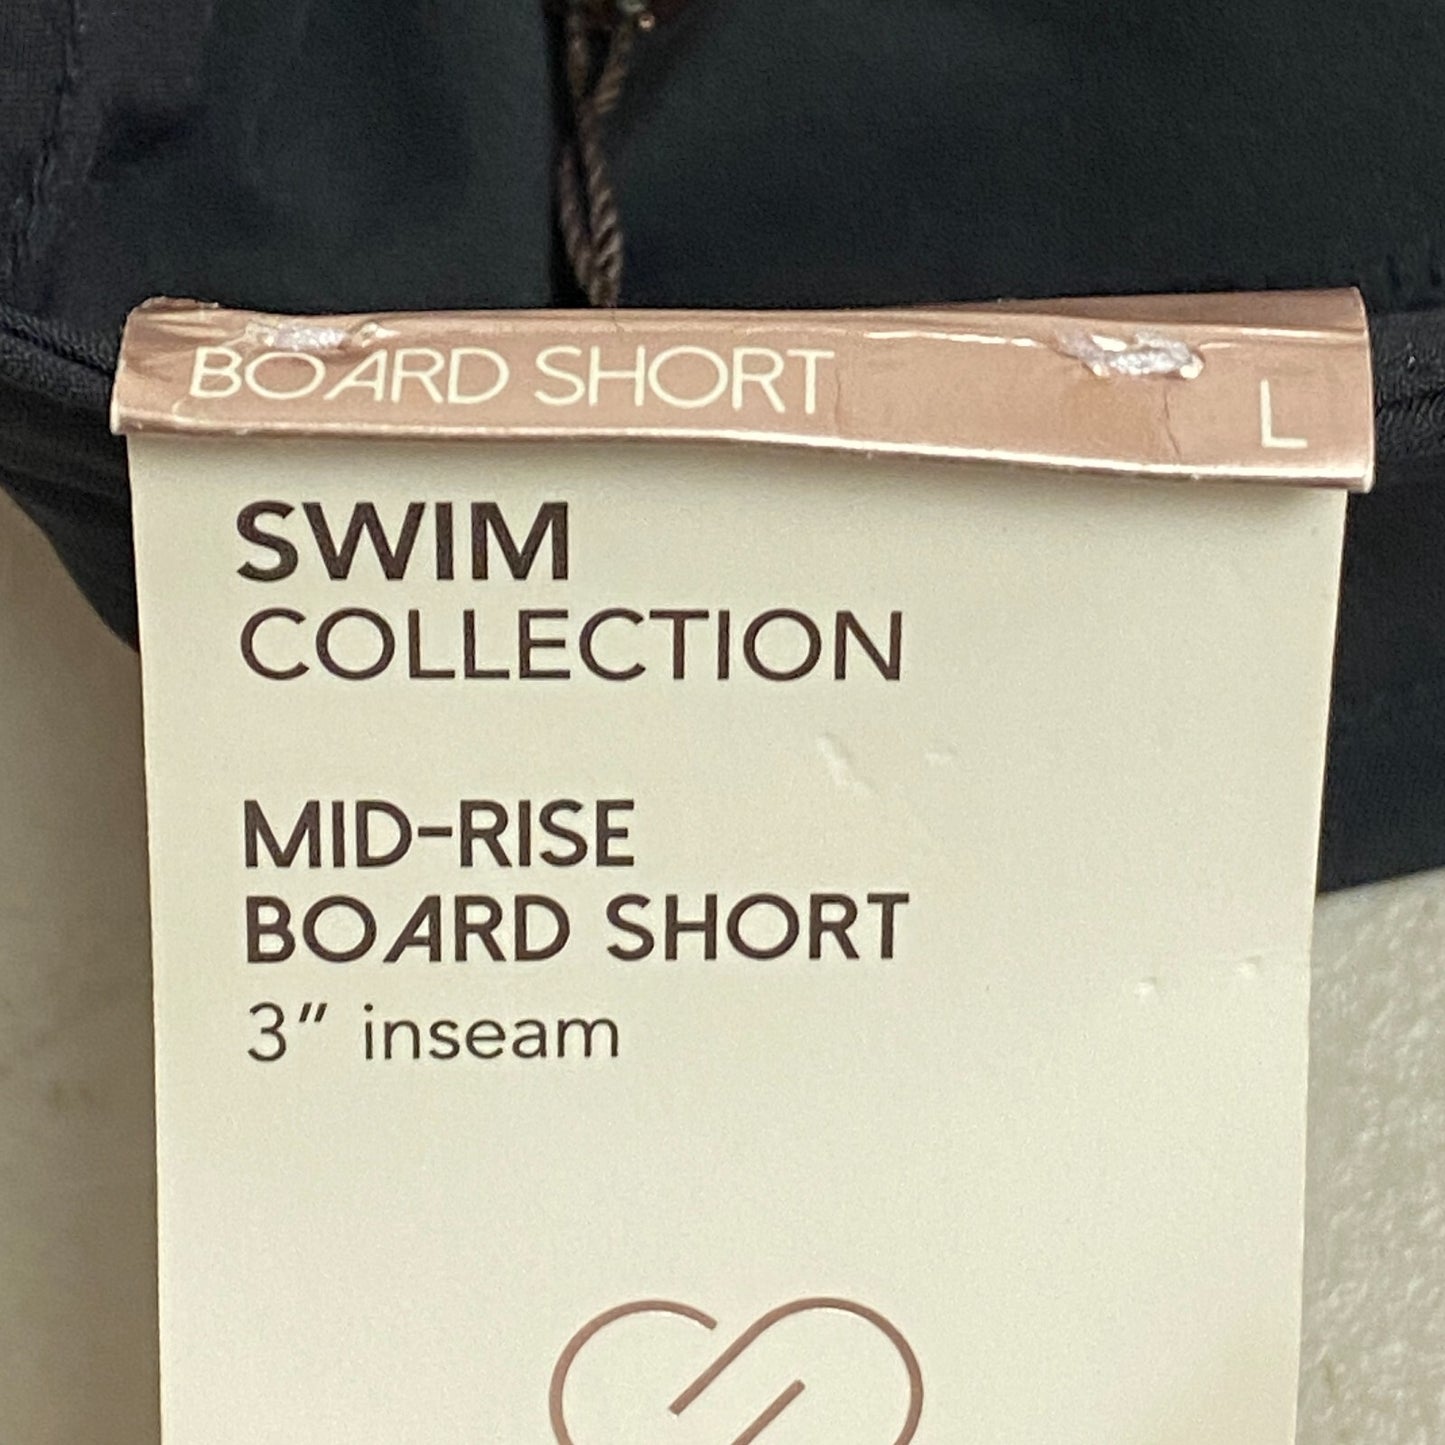 BOARD SHORT L
SWIM
COLLECTION
MID-RISE
BOARD SHORT
3" inseam